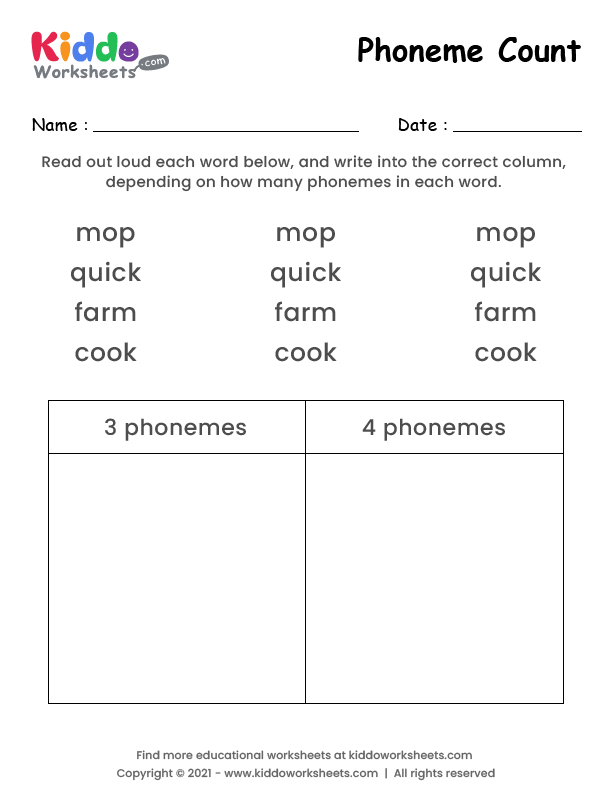 Kiddo
Worksheets
.com
Phoneme Count
Name :
Date :
Read out loud each word below, and write into the correct column,
depending on how many phonemes in each word.
mop mop mop
quick quick quick
farm farm farm
cook cook cook
3 phonemes 4 phonemes
Find more educational worksheets at kiddoworksheets.com
Copyright © 2021 - www.kiddoworksheets.com | All rights reserved